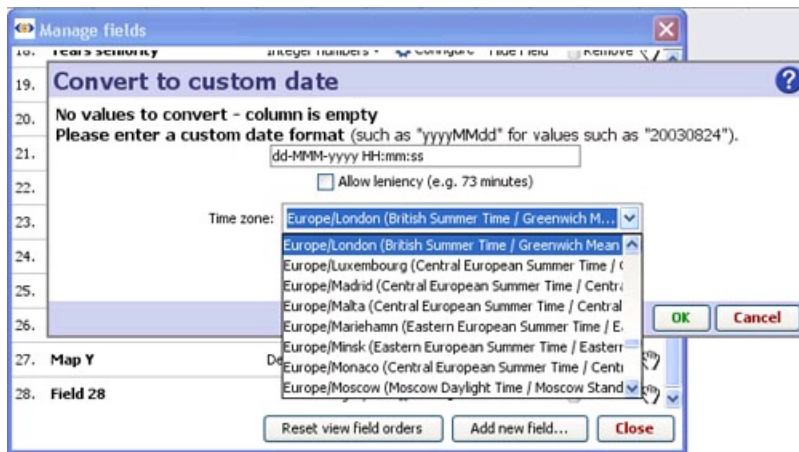 Manage fields
18. Years seniority Integer numbers Configure Hide Field Remove
19.
Convert to custom date ?
20.
No values to convert - column is empty
Please enter a custom date format (such as "yyyyMMdd" for values such as "20030824").
21.
dd-MMM-yyyy HH:mm:ss
22.
Allow leniency (e.g. 73 minutes)
23.
Time zone: Europe/London (British Summer Time / Greenwich M...
Europe/London (British Summer Time / Greenwich Mean
24.
Europe/Luxembourg (Central European Summer Time /
Europe/Madrid (Central European Summer Time / Centr
25.
Europe/Malta (Central European Summer Time / Central
26.
Europe/Mariehamn (Eastern European Summer Time / E
OK Cancel
Europe/Minsk (Eastern European Summer Time / Eastern
27. Map Y De
Europe/Monaco (Central European Summer Time / Centr
28. Field 28
Europe/Moscow (Moscow Daylight Time / Moscow Stand
Reset view field orders Add new field... Close